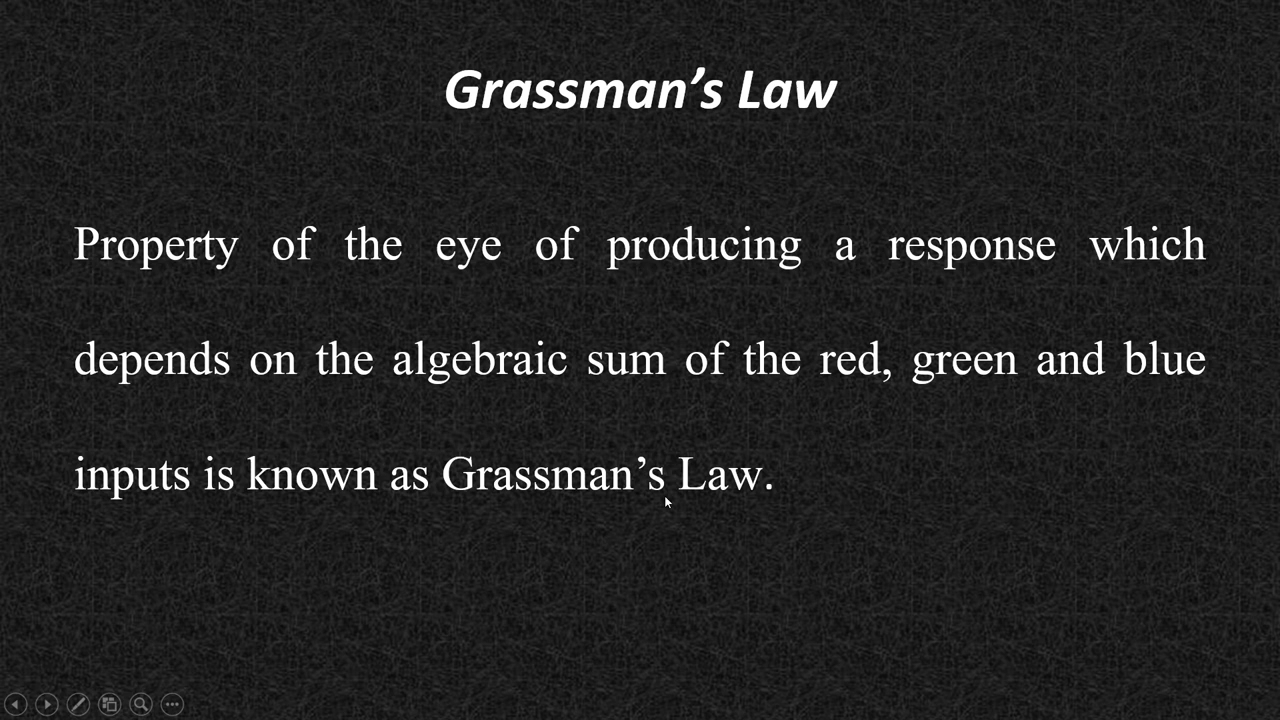 Grassman’s Law
Property of the eye of producing a response which
depends on the algebraic sum of the red, green and blue
inputs is known as Grassman’s Law.